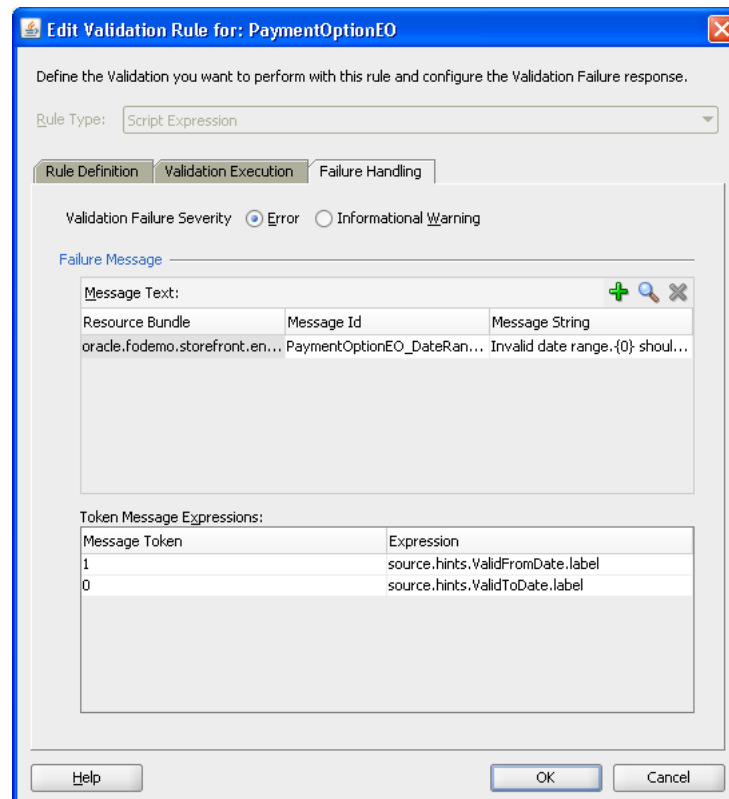 Edit Validation Rule for: PaymentOptionEO
Define the Validation you want to perform with this rule and configure the Validation Failure response.
Rule Type: Script Expression
Rule Definition Validation Execution Failure Handling
Validation Failure Severity Error Informational Warning
Failure Message
Message Text:
Resource Bundle Message Id Message String
oracle.fodemo.storefront.en... PaymentOptionEO_DateRan... Invalid date range.{0} shoul...
Token Message Expressions:
Message Token Expression
1 source.hints.ValidFromDate.label
0 source.hints.ValidToDate.label
Help OK Cancel